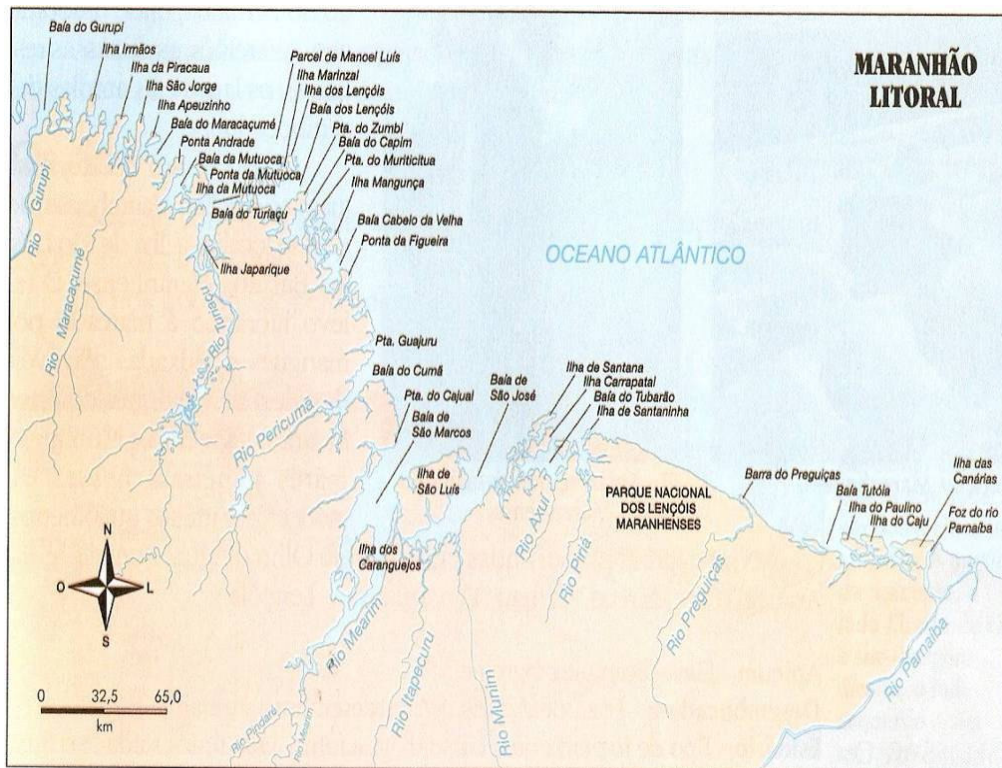 Baía do Gurupi
Ilha Irmãos
Ilha da Piracaua
Ilha São Jorge
Ilha Apeuzinho
Baía do Maracaçumé
Ponta Andrade
Baía da Mutuoca
Ponta da Mutuoca
Ilha da Mutuoca
Baía do Turiaçu
Ilha Japarique
Parcel de Manoel Luís
Ilha Marinzal
Ilha dos Lençóis
Baía dos Lençóis
Pta. do Zumbi
Baía do Capim
Pta. do Muriticitua
Ilha Mangunça
Baía Cabelo da Velha
Ponta da Figueira
MARANHÃO
LITORAL
OCEANO ATLÂNTICO
Rio Gurupi
Rio Maracaçumé
Rio Turiaçu
Rio Pericumã
Pta. Guajuru
Baía do Cumã
Pta. do Cajual
Baía de
São Marcos
Ilha de
São Luís
Baía de
São José
Ilha de Santana
Ilha Carrapatal
Baía do Tubarão
Ilha de Santaninha
PARQUE NACIONAL
DOS LENÇÓIS
MARANHENSES
Barra do Preguiças
Baía Tutóia
Ilha do Paulino
Ilha do Caju
Ilha das
Canárias
Foz do rio
Parnaíba
Ilha dos
Caranguejos
Rio Mearim
Rio Itapecuru
Rio Munim
Rio Axuí
Rio Piriá
Rio Preguiças
Rio Parnaíba
Rio Pindaré
Rio Mearim
N
O
L
S
0 32,5 65,0
km